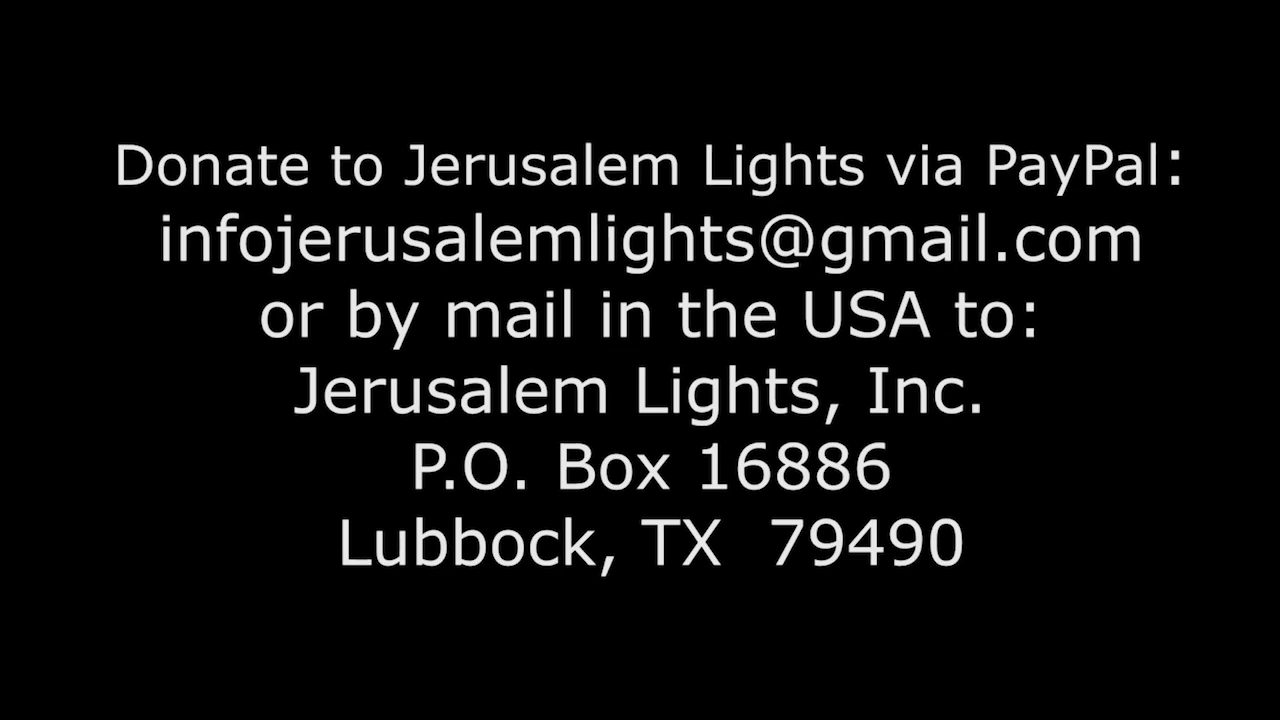 Donate to Jerusalem Lights via PayPal:
infojerusalemlights@gmail.com
or by mail in the USA to:
Jerusalem Lights, Inc.
P.O. Box 16886
Lubbock, TX  79490